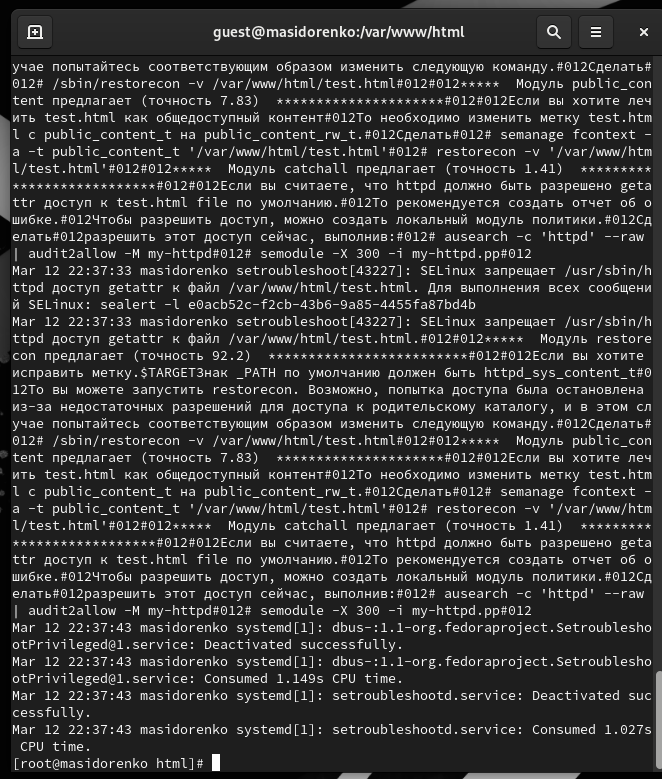 guest@masidorenko:/var/www/html
учае попытайтесь соответствующим образом изменить следующую команду.#012Сделать#
012# /sbin/restorecon -v /var/www/html/test.html#012#012*****  Модуль public_con
tent предлагает (точность 7.83)  **********************#012#012Если вы хотите леч
ить test.html как общедоступный контент#012То необходимо изменить метку test.htm
l с public_content_t на public_content_rw_t.#012Сделать#012# semanage fcontext -
a -t public_content_t '/var/www/html/test.html'#012# restorecon -v '/var/www/htm
l/test.html'#012#012*****  Модуль catchall предлагает (точность 1.41)  *********
*******************#012#012Если вы считаете, что httpd должно быть разрешено geta
ttr доступ к test.html file по умолчанию.#012То рекомендуется создать отчет об о
шибке.#012Чтобы разрешить доступ, можно создать локальный модуль политики.#012Сд
елать#012разрешить этот доступ сейчас, выполнив:#012# ausearch -c 'httpd' --raw
| audit2allow -M my-httpd#012# semodule -X 300 -i my-httpd.pp#012
Mar 12 22:37:33 masidorenko setroubleshoot[43227]: SELinux запрещает /usr/sbin/h
ttpd доступ getattr к файл /var/www/html/test.html. Для выполнения всех сообщени
й SELinux: sealert -l e0acb52c-f2cb-43b6-9a85-4455fa87bd4b
Mar 12 22:37:33 masidorenko setroubleshoot[43227]: SELinux запрещает /usr/sbin/h
ttpd доступ getattr к файл /var/www/html/test.html.#012*****  Модуль restore
con предлагает (точность 92.2)  *************************#012#012Если вы хотите
исправить метку.$TARGETЗнак _PATH по умолчанию должен быть httpd_sys_content_t#0
12То вы можете запустить restorecon. Возможно, попытка доступа была остановлена
из-за недостаточных разрешений для доступа к родительскому каталогу, и в этом сл
учае попытайтесь соответствующим образом изменить следующую команду.#012Сделать#
012# /sbin/restorecon -v /var/www/html/test.html#012#012*****  Модуль public_con
tent предлагает (точность 7.83)  **********************#012#012Если вы хотите леч
ить test.html как общедоступный контент#012То необходимо изменить метку test.htm
l с public_content_t на public_content_rw_t.#012Сделать#012# semanage fcontext -
a -t public_content_t '/var/www/html/test.html'#012# restorecon -v '/var/www/htm
l/test.html'#012#012*****  Модуль catchall предлагает (точность 1.41)  *********
*******************#012#012Если вы считаете, что httpd должно быть разрешено geta
ttr доступ к test.html file по умолчанию.#012То рекомендуется создать отчет об о
шибке.#012Чтобы разрешить доступ, можно создать локальный модуль политики.#012Сд
елать#012разрешить этот доступ сейчас, выполнив:#012# ausearch -c 'httpd' --raw
| audit2allow -M my-httpd#012# semodule -X 300 -i my-httpd.pp#012
Mar 12 22:37:43 masidorenko systemd[1]: dbus-:1.1-org.fedoraproject.Setroublesho
otPrivileged@1.service: Deactivated successfully.
Mar 12 22:37:43 masidorenko systemd[1]: dbus-:1.1-org.fedoraproject.Setroublesho
otPrivileged@1.service: Consumed 1.149s CPU time.
Mar 12 22:37:43 masidorenko systemd[1]: setroubleshootd.service: Deactivated suc
cessfully.
Mar 12 22:37:43 masidorenko systemd[1]: setroubleshootd.service: Consumed 1.027s
 CPU time.
[root@masidorenko html]#